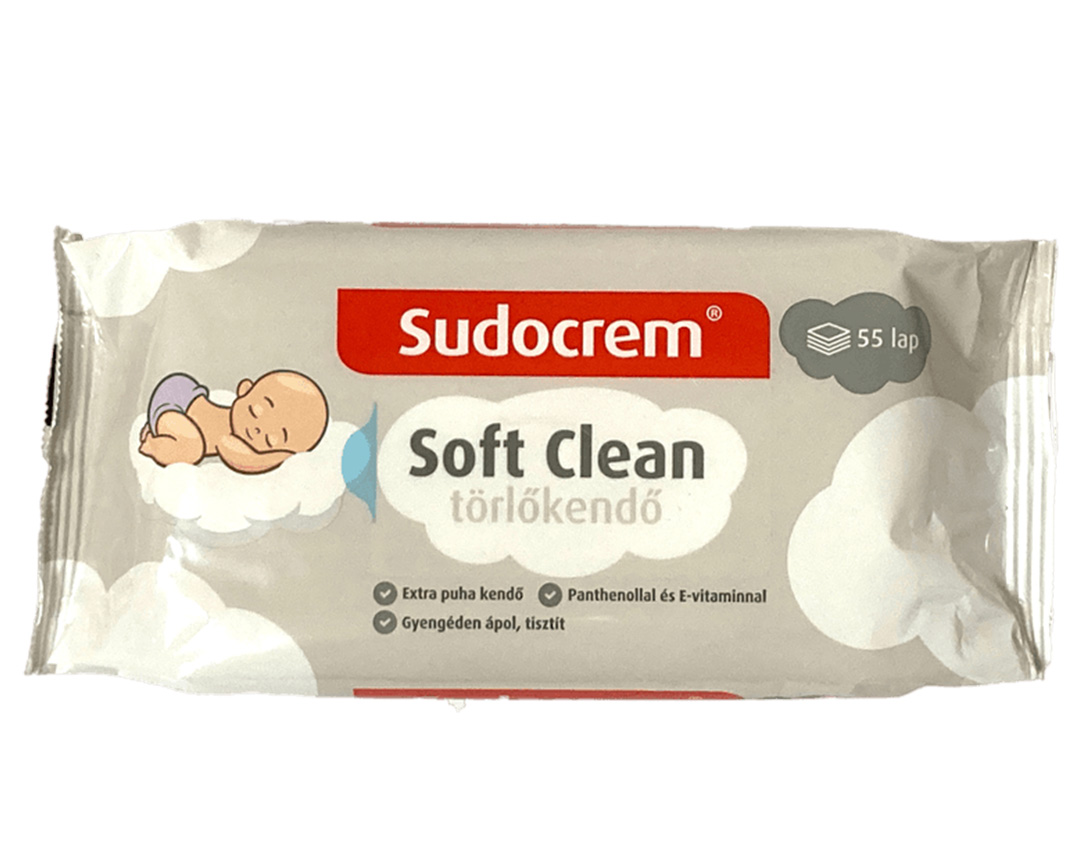 Sudocrem®
55 lap
Soft Clean
törlőkendő
Extra puha kendő
Panthenollal és E-vitaminnal
Gyengéden ápol, tisztít